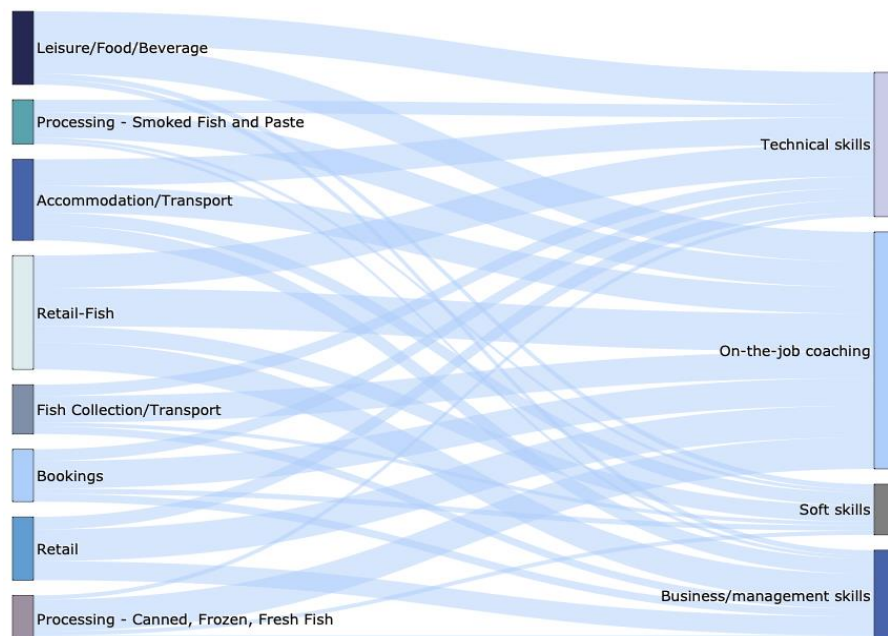 Leisure/Food/Beverage
Processing - Smoked Fish and Paste
Accommodation/Transport
Retail-Fish
Fish Collection/Transport
Bookings
Retail
Processing - Canned, Frozen, Fresh Fish
Technical skills
On-the-job coaching
Soft skills
Business/management skills